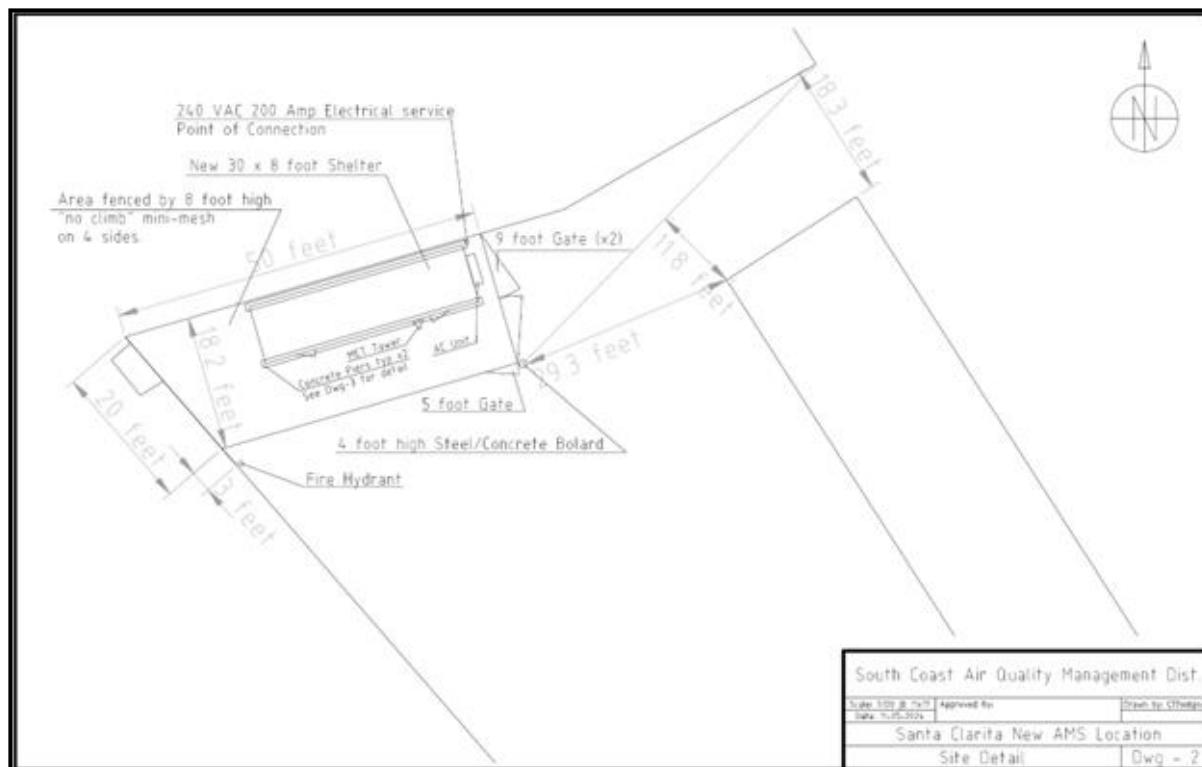 240 VAC 200 Amp Electrical service
Point of Connection
New 30 x 8 foot Shelter
Area fenced by 8 foot high
"no climb" mini-mesh
on 4 sides.
50 feet
9 foot Gate (x2)
18.3 feet
11.8 feet
29.3 feet
18.2 feet
MET Tower
AC Unit
Concrete Piers typ x2
See Dwg-3 for detail
5 foot Gate
4 foot high Steel/Concrete Bolard
Fire Hydrant
20 feet
3 feet
N
South Coast Air Quality Management Dist.
Approved By:
Santa Clarita New AMS Location
Site Detail
Dwg - 2